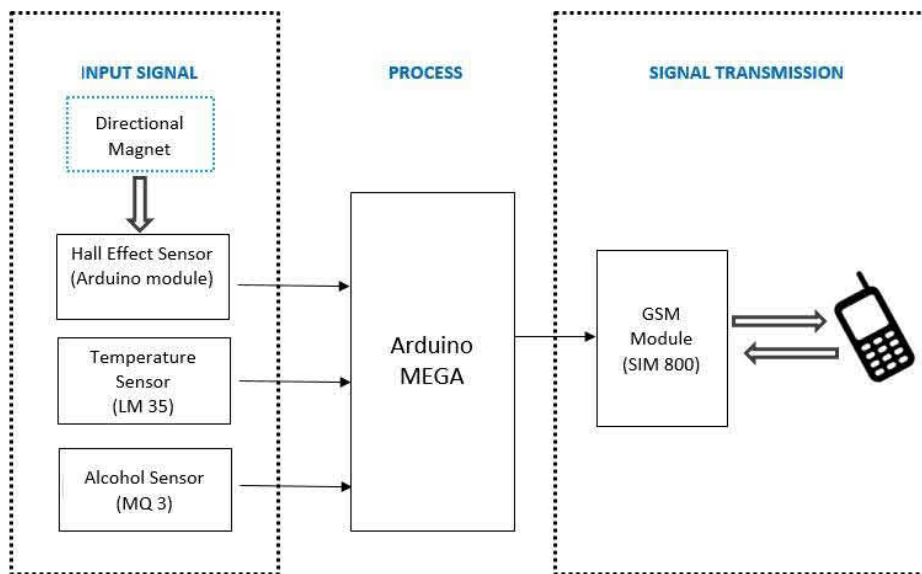 INPUT SIGNAL
Directional
Magnet
Hall Effect Sensor
(Arduino module)
Temperature
Sensor
(LM 35)
Alcohol Sensor
(MQ 3)
PROCESS
Arduino
MEGA
SIGNAL TRANSMISSION
GSM
Module
(SIM 800)